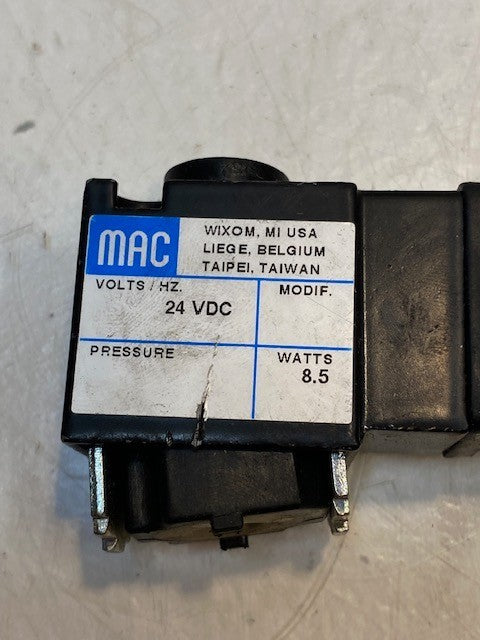 MAC
WIXOM, MI USA
LIEGE, BELGIUM
TAIPEI, TAIWAN
VOLTS / HZ.
24 VDC
MODIF.
PRESSURE
WATTS
8.5